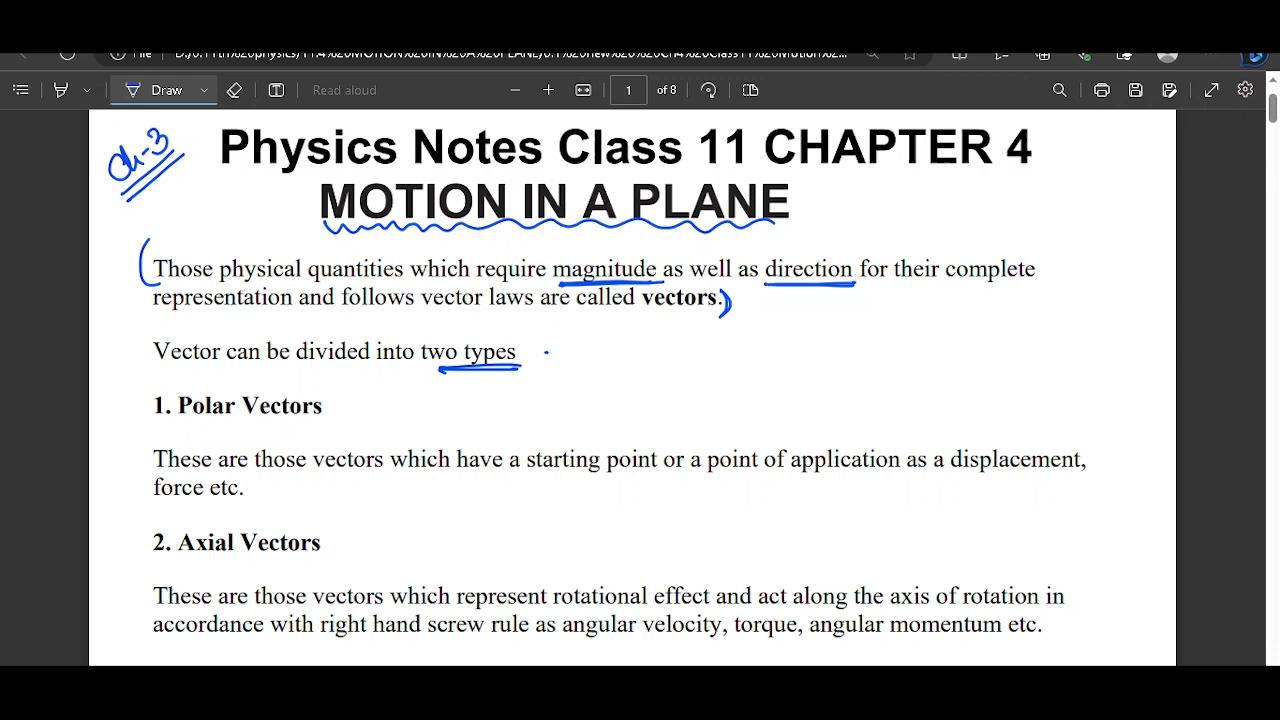 File
Draw
Read aloud
1 of 8
Ch-3
Physics Notes Class 11 CHAPTER 4
MOTION IN A PLANE
Those physical quantities which require magnitude as well as direction for their complete
representation and follows vector laws are called vectors.
Vector can be divided into two types
1. Polar Vectors
These are those vectors which have a starting point or a point of application as a displacement,
force etc.
2. Axial Vectors
These are those vectors which represent rotational effect and act along the axis of rotation in
accordance with right hand screw rule as angular velocity, torque, angular momentum etc.